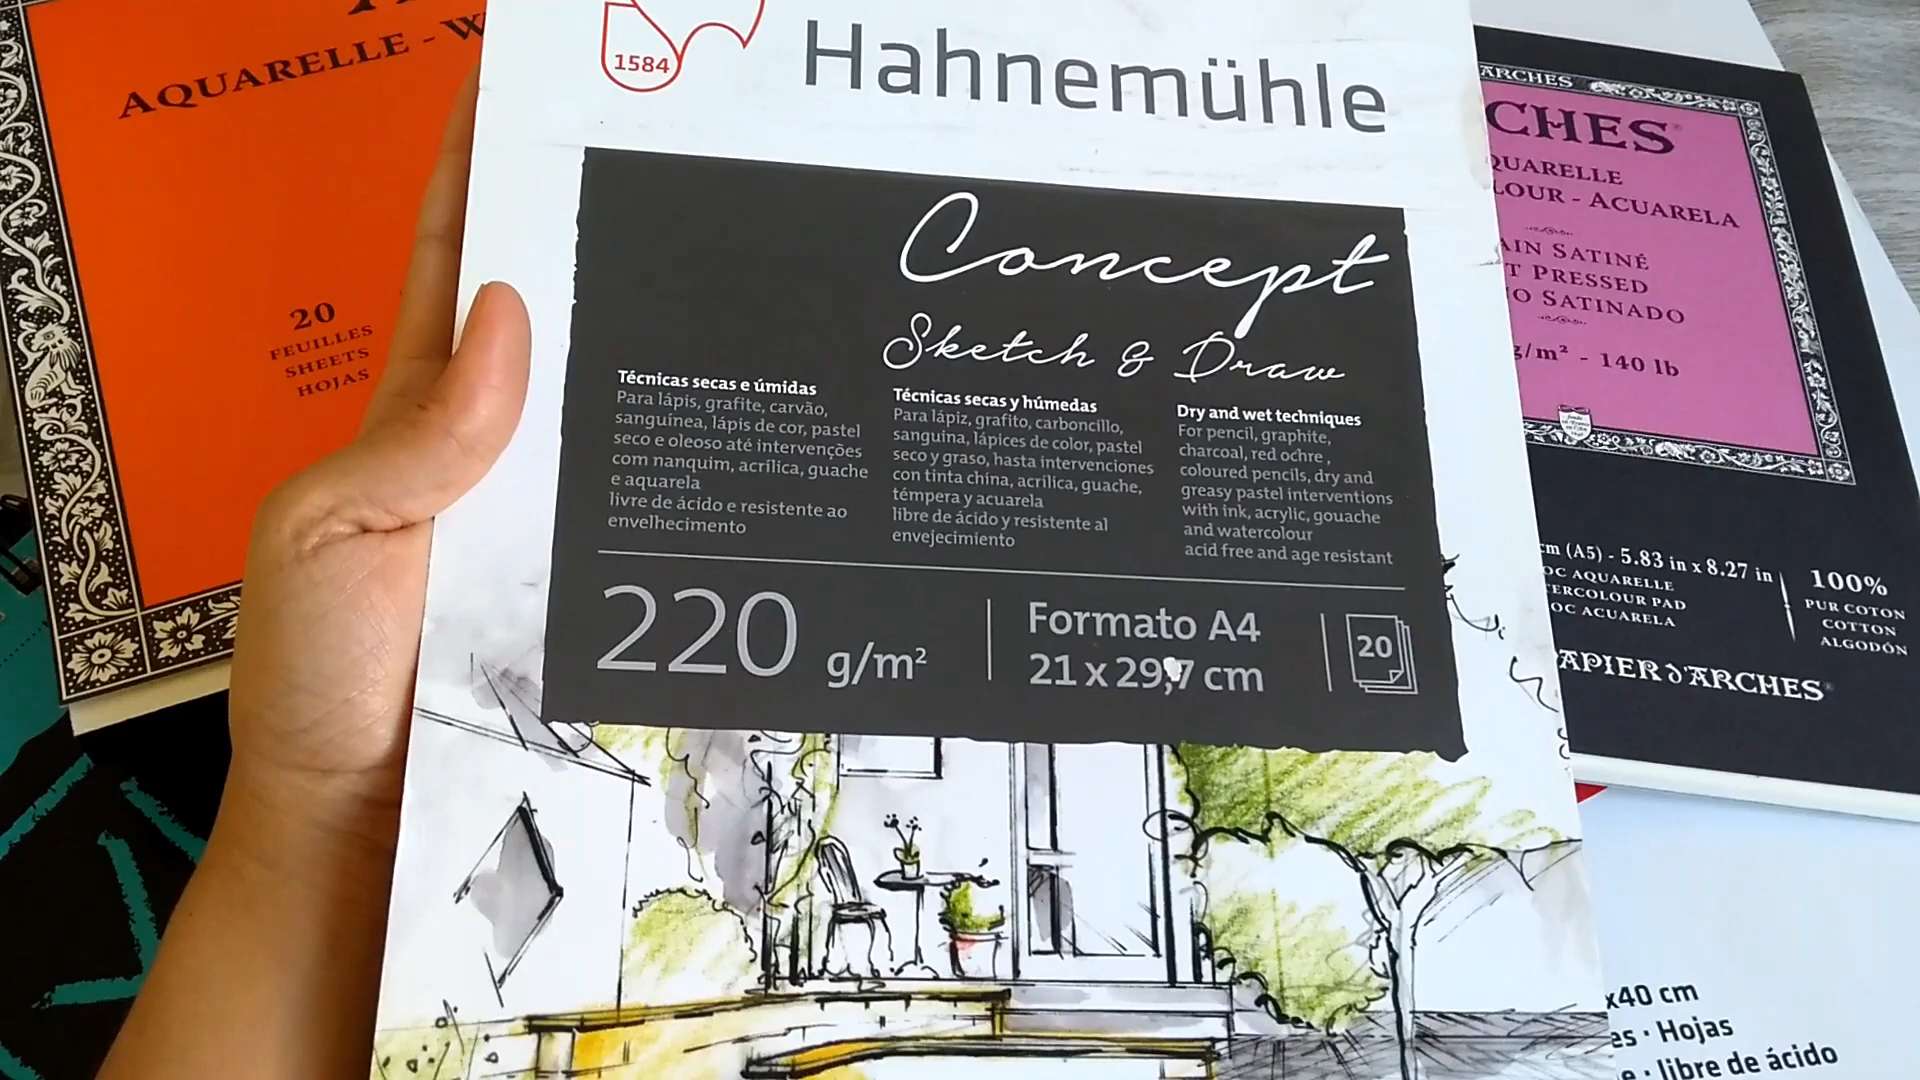 AQUARELLE - W
20
FEUILLES
SHEETS
HOJAS
1584
Hahnemühle
Concept
Sketch & Draw
Técnicas secas e úmidas
Para lápis, grafite, carvão,
sanguínea, lápis de cor, pastel
seco e oleoso até intervenções
com nanquim, acrílica, guache
e aquarela
livre de ácido e resistente ao
envelhecimento
Técnicas secas y húmedas
Para lápiz, grafito, carboncillo,
sanguina, lápices de color, pastel
seco y graso, hasta intervenciones
con tinta china, acrílica, guache,
témpera y acuarela
libre de ácido y resistente al
envejecimiento
Dry and wet techniques
For pencil, graphite,
charcoal, red ochre ,
coloured pencils, dry and
greasy pastel interventions
with ink, acrylic, gouache
and watercolour
acid free and age resistant
220 g/m²
Formato A4
21 x 29,7 cm
20
ARCHES
CHES®
QUARELLE
LOUR - ACUARELA
AIN SATINÉ
T PRESSED
O SATINADO
g/m² - 140 lb
cm (A5) - 5.83 in x 8.27 in
OC AQUARELLE
ERCOLOUR PAD
OC ACUARELA
100%
PUR COTON
COTTON
ALGODÓN
APIER D'ARCHES®
x40 cm
es · Hojas
e · libre de ácido